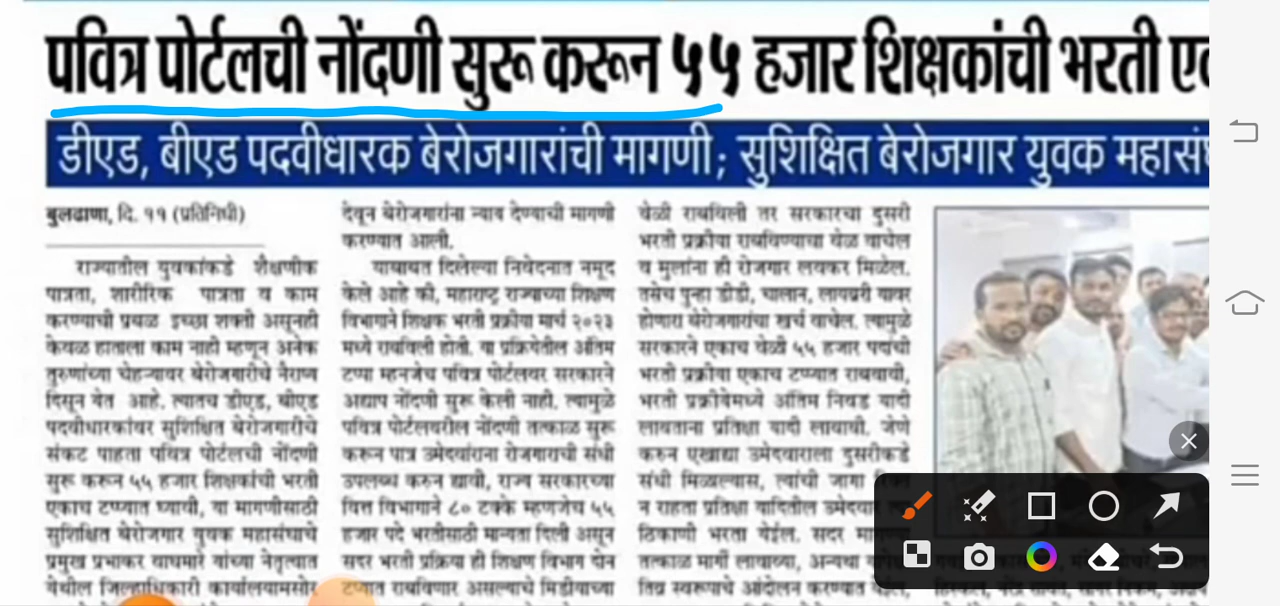 पवित्र पोर्टलची नोंदणी सुरू करून ५५ हजार शिक्षकांची भरती
डीएड, बीएड पदवीधारक बेरोजगारांची मागणी; सुशिक्षित बेरोजगार युवक महासं
बुलढाणा, दि. ११ (प्रतिनिधी)
राज्यातील युवकांकडे शैक्षणीक
पात्रता, शारीरिक पात्रता व काम
करण्याची प्रबळ इच्छा शक्ती असूनही
केवळ हाताला काम नाही म्हणून अनेक
तरुणांच्या चेहऱ्यावर बेरोजगारीचे नैराष्य
दिसून येत आहे. त्यातच डीएड, बीएड
पदवीधारकांवर सुशिक्षित बेरोजगारीचे
संकट पाहता पवित्र पोर्टलची नोंदणी
सुरू करून ५५ हजार शिक्षकांची भरती
एकाच टप्यात घ्यावी, या मागणीसाठी
सुशिक्षित बेरोजगार युवक महासंघाचे
प्रमुख प्रभाकर वाघमारे यांच्या नेतृत्वात
येथील जिल्हाधिकारी कार्यालयामसोर
देवून बेरोजगारांना न्याव देण्याची मागणी
करण्यात आली.
याबाबत दिलेल्या निवेदनात नमूद
केले आहे की, महाराष्ट्र राज्याच्या शिक्षण
विभागाने शिक्षक भरती प्रक्रीया मार्च २०२३
मध्ये राबविली होती. या प्रक्रियेतील अंतिम
टप्पा म्हनजेच पवित्र पोर्टलवर सरकारने
अद्याप नोंदणी सुरू केली नाही. त्यामुळे
पवित्र पोर्टलवरील नोंदणी तत्काळ सुरू
करून पात्र उमेदवारांना रोजगाराची संधी
उपलब्ध करुन द्यावी, राज्य सरकारच्या
वित्त विभागाने ८० टक्के म्हणजेच ५५
हजार पदे भरतीसाठी मान्यता दिली असून
सदर भरती प्रक्रिया ही शिक्षण विभाग दोन
टप्यात राबविणार असल्याचे मिडीयाच्या
वेळी राबविली तर सरकारचा दुसरी
भरती प्रक्रीया राबविण्याचा वेळ वाचेल
व मुलांना ही रोजगार लवकर मिळेल.
तसेच पुन्हा डीडी, चालान, लायब्ररी यावर
होणारा बेरोजगारांचा खर्च वाचेल. त्यामुळे
सरकारने एकाच वेळी ५५ हजार पदांची
भरती प्रक्रीया एकाच टप्यात राबवावी,
भरती प्रक्रीयेमध्ये अंतिम निवड यादी
लावताना प्रतिक्षा यादी लावावी. जेणे
करुन एखाद्या उमेदवाराला दुसरीकडे
संधी मिळाल्यास, त्यांची जागा
न राहता प्रतिक्षा यादितील उमेदवार
ठिकाणी भरता येईल. सदर
तत्काळ मार्गी लावाव्या, अन्यथा
तिव्र स्वरूपाचे आंदोलन करण्यात येईल,